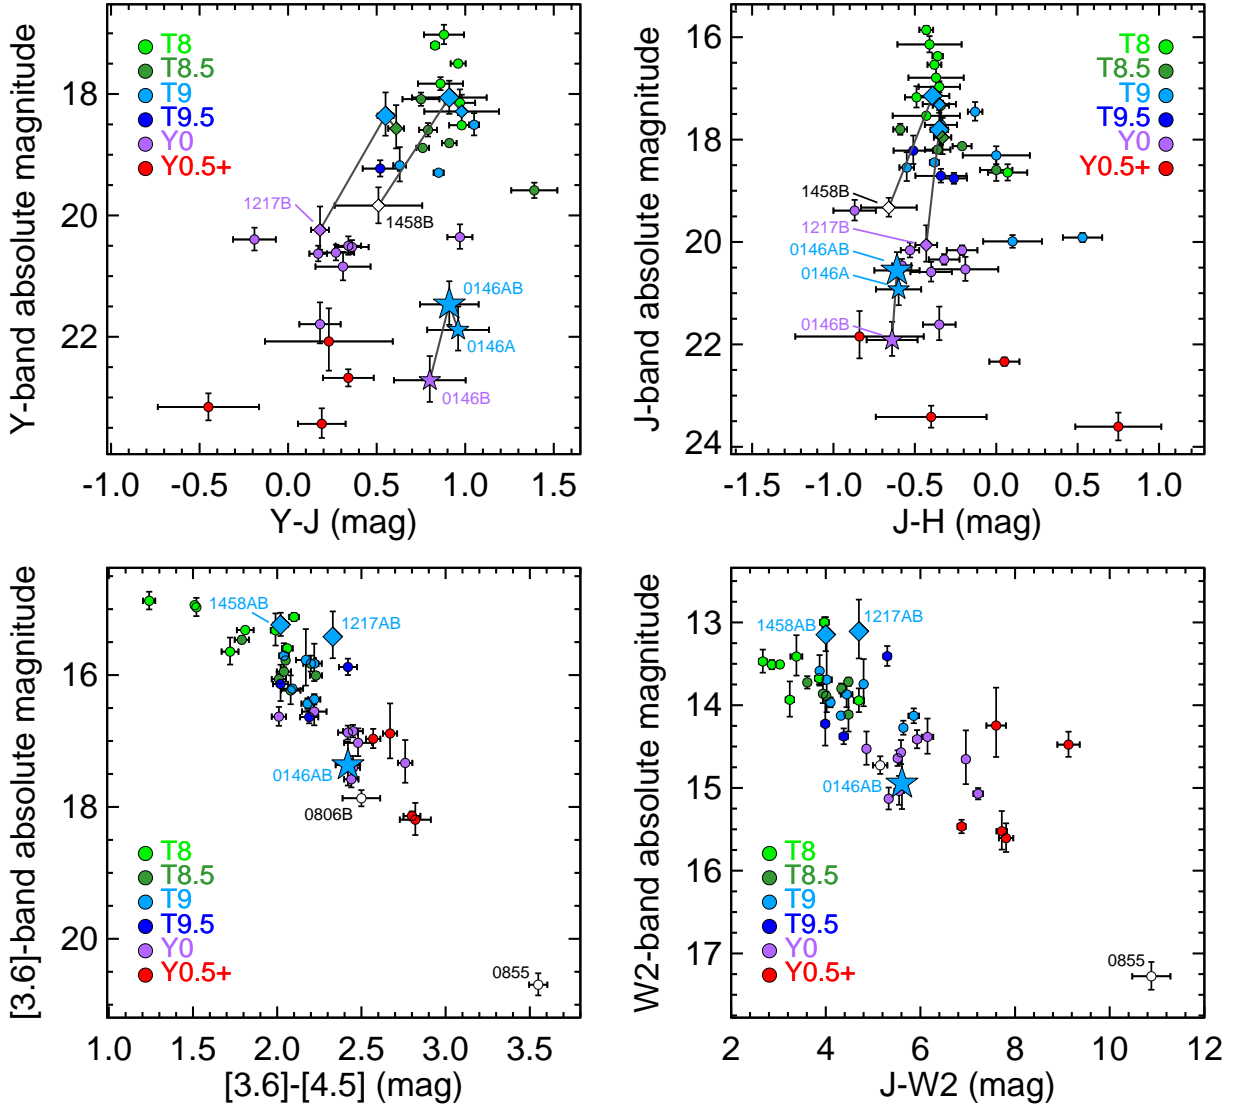 Y-band absolute magnitude
18
20
22
T8
T8.5
T9
T9.5
Y0
Y0.5+
1217B
1458B
0146AB
0146A
0146B
-1.0 -0.5 0.0 0.5 1.0 1.5
Y-J (mag)
J-band absolute magnitude
16
18
20
22
24
T8
T8.5
T9
T9.5
Y0
Y0.5+
1458B
1217B
0146AB
0146A
0146B
-1.5 -1.0 -0.5 0.0 0.5 1.0
J-H (mag)
[3.6]-band absolute magnitude
16
18
20
1458AB
1217AB
0146AB
0806B
0855
T8
T8.5
T9
T9.5
Y0
Y0.5+
1.0 1.5 2.0 2.5 3.0 3.5
[3.6]-[4.5] (mag)
W2-band absolute magnitude
13
14
15
16
17
1458AB
1217AB
0146AB
0855
T8
T8.5
T9
T9.5
Y0
Y0.5+
2 4 6 8 10 12
J-W2 (mag)